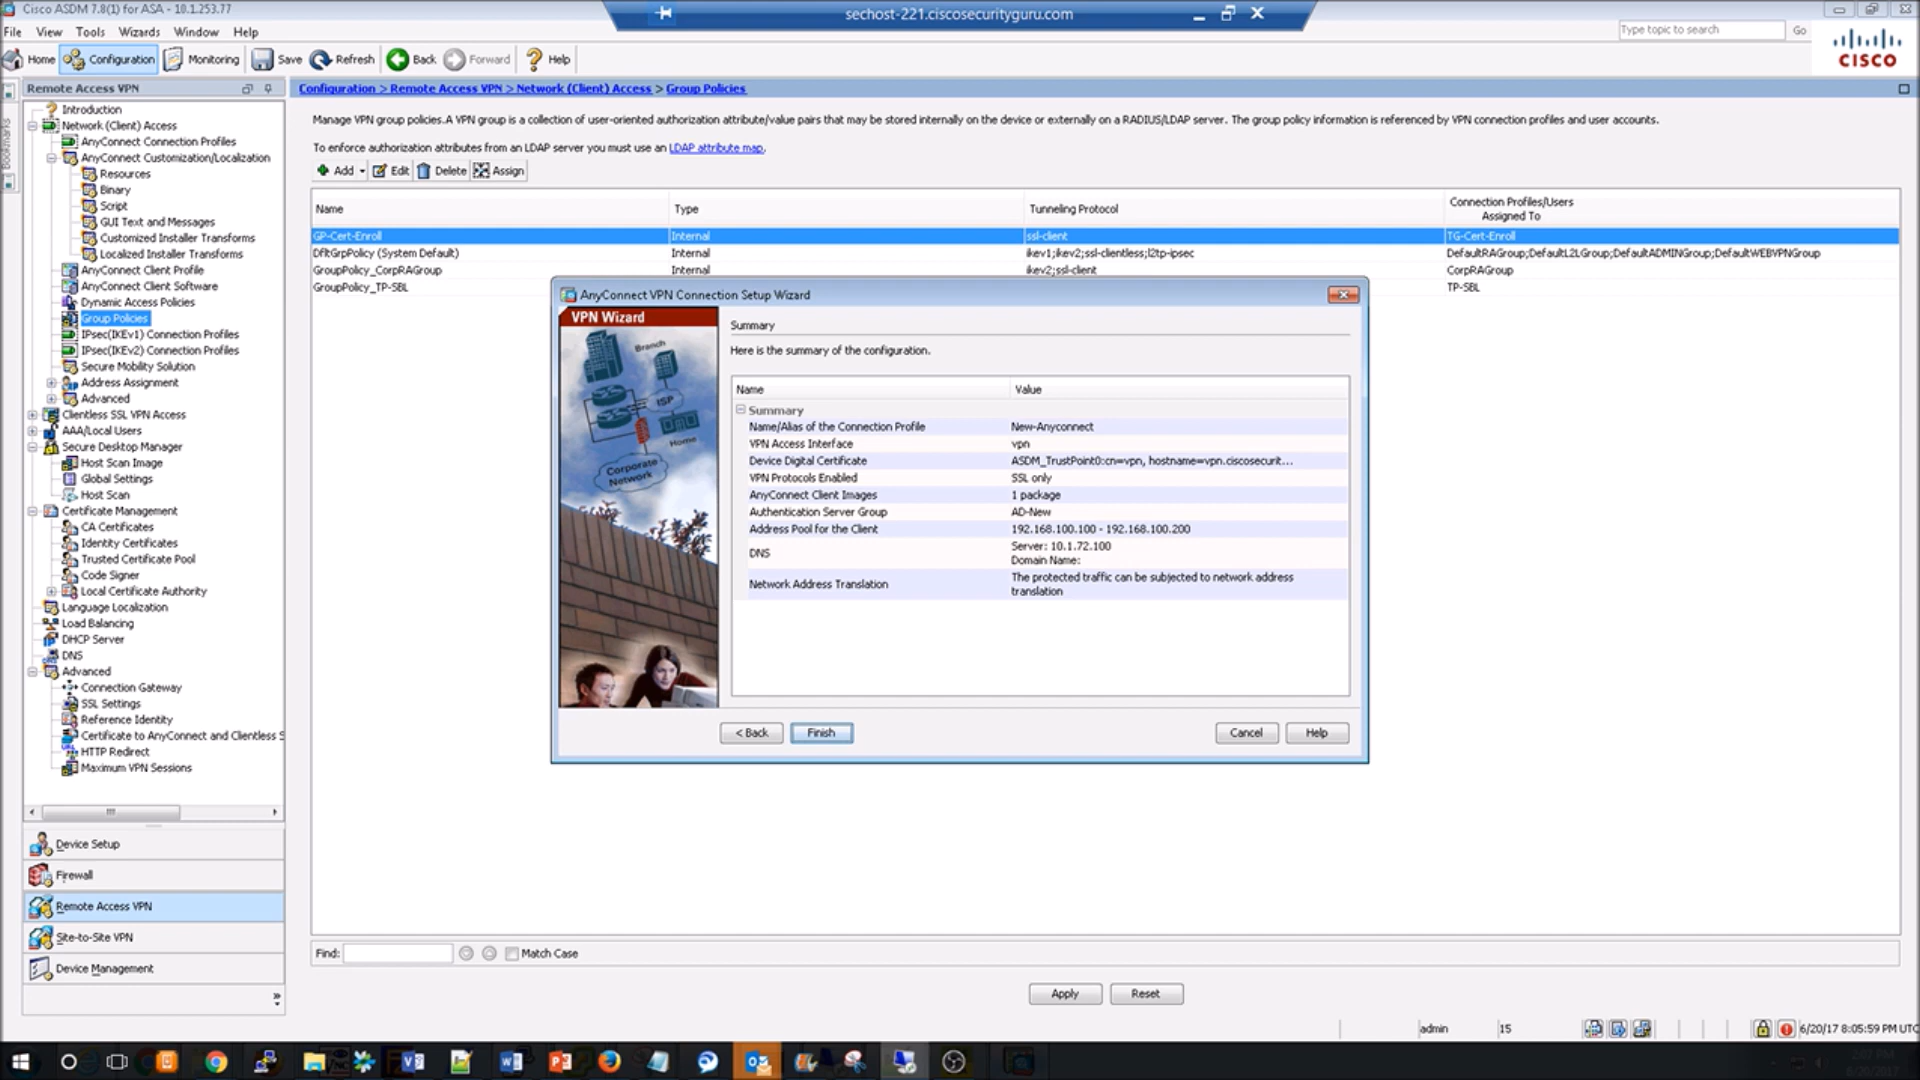 Cisco ASDM 7.8(1) for ASA - 10.1.253.77
sechost-221.ciscosecurityguru.com
File View Tools Wizards Window Help
Type topic to search Go
Home Configuration Monitoring Save Refresh Back Forward Help
CISCO
Remote Access VPN
Configuration > Remote Access VPN > Network (Client) Access > Group Policies
Bookmarks
Introduction
Network (Client) Access
AnyConnect Connection Profiles
AnyConnect Customization/Localization
Resources
Binary
Script
GUI Text and Messages
Customized Installer Transforms
Localized Installer Transforms
AnyConnect Client Profile
AnyConnect Client Software
Dynamic Access Policies
Group Policies
IPsec(IKEv1) Connection Profiles
IPsec(IKEv2) Connection Profiles
Secure Mobility Solution
Address Assignment
Advanced
Clientless SSL VPN Access
AAA/Local Users
Secure Desktop Manager
Host Scan Image
Global Settings
Host Scan
Certificate Management
CA Certificates
Identity Certificates
Trusted Certificate Pool
Code Signer
Local Certificate Authority
Language Localization
Load Balancing
DHCP Server
DNS
Advanced
Connection Gateway
SSL Settings
Reference Identity
Certificate to AnyConnect and Clientless S
HTTP Redirect
Maximum VPN Sessions
Device Setup
Firewall
Remote Access VPN
Site-to-Site VPN
Device Management
Manage VPN group policies.A VPN group is a collection of user-oriented authorization attribute/value pairs that may be stored internally on the device or externally on a RADIUS/LDAP server. The group policy information is referenced by VPN connection profiles and user accounts.
To enforce authorization attributes from an LDAP server you must use an LDAP attribute map.
Add Edit Delete Assign
Name Type Tunneling Protocol Connection Profiles/Users
Assigned To
GP-Cert-Enroll Internal ssl-client TG-Cert-Enroll
DfltGrpPolicy (System Default) Internal ikev1;ikev2;ssl-clientless;l2tp-ipsec DefaultRAGroup;DefaultL2LGroup;DefaultADMINGroup;DefaultWEBVPNGroup
GroupPolicy_CorpRAGroup Internal ikev2;ssl-client CorpRAGroup
GroupPolicy_TP-SBL TP-SBL
AnyConnect VPN Connection Setup Wizard
VPN Wizard
Branch
ISP
Home
Corporate
Network
Summary
Here is the summary of the configuration.
Name Value
Summary
Name/Alias of the Connection Profile New-Anyconnect
VPN Access Interface vpn
Device Digital Certificate ASDM_TrustPoint0:cn=vpn, hostname=vpn.ciscosecurit...
VPN Protocols Enabled SSL only
AnyConnect Client Images 1 package
Authentication Server Group AD-New
Address Pool for the Client 192.168.100.100 - 192.168.100.200
DNS Server: 10.1.72.100
Domain Name:
Network Address Translation The protected traffic can be subjected to network address
translation
< Back Finish Cancel Help
Find: Match Case
Apply Reset
admin 15 6/20/17 8:05:59 PM UTC